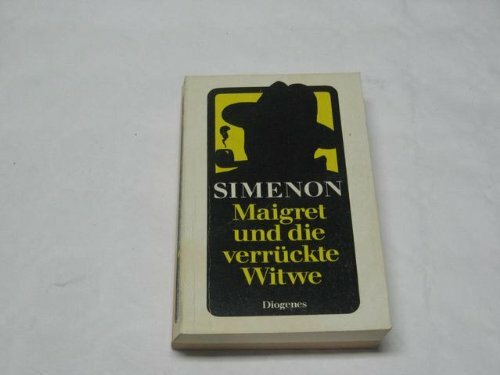 SIMENON
Maigret
und die
verrückte
Witwe
Diogenes